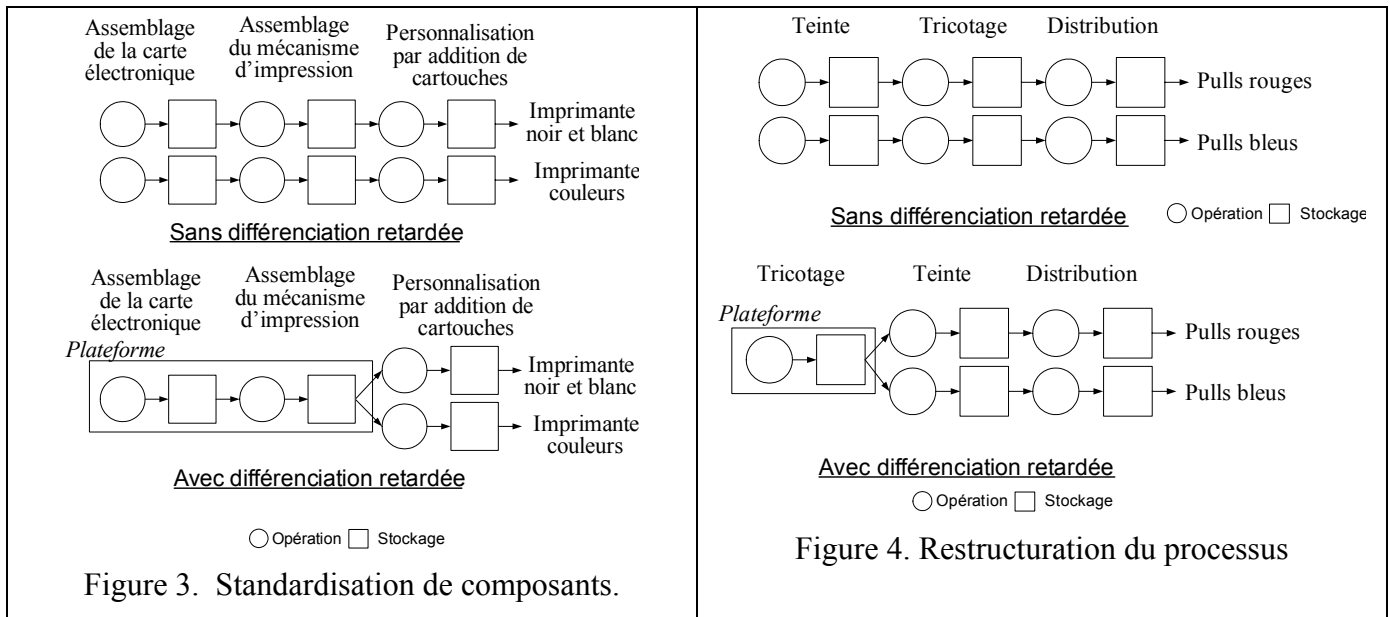 Assemblage
de la carte
électronique
Assemblage
du mécanisme
d'impression
Personnalisation
par addition de
cartouches
Imprimante
noir et blanc
Imprimante
couleurs
Sans différenciation retardée
Assemblage
de la carte
électronique
Assemblage
du mécanisme
d'impression
Personnalisation
par addition de
cartouches
Plateforme
Imprimante
noir et blanc
Imprimante
couleurs
Avec différenciation retardée
Opération Stockage
Figure 3. Standardisation de composants.
Teinte Tricotage Distribution
Pulls rouges
Pulls bleus
Sans différenciation retardée
Opération Stockage
Tricotage Teinte Distribution
Plateforme
Pulls rouges
Pulls bleus
Avec différenciation retardée
Opération Stockage
Figure 4. Restructuration du processus